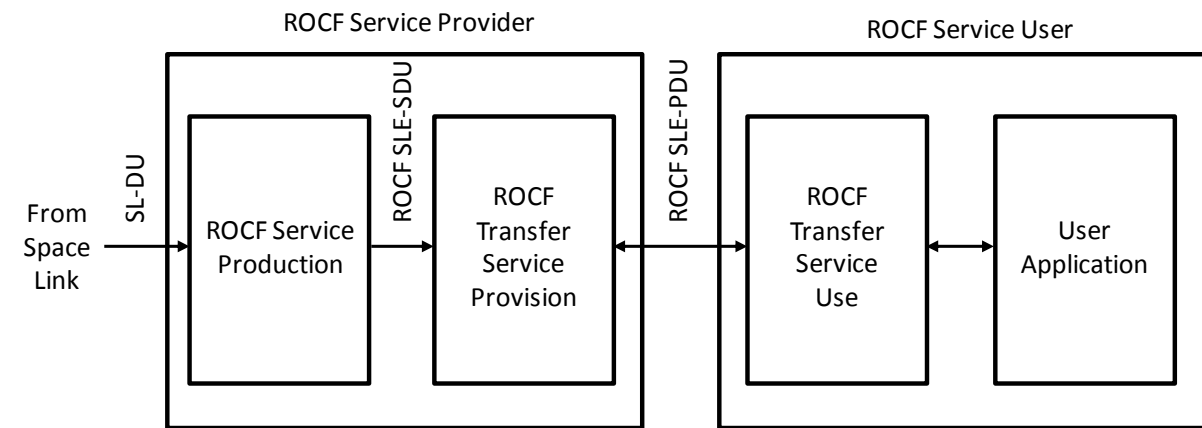 ROCF Service Provider
ROCF Service User
From
Space
Link
SL-DU
ROCF Service
Production
ROCF SLE-SDU
ROCF
Transfer
Service
Provision
ROCF SLE-PDU
ROCF
Transfer
Service
Use
User
Application